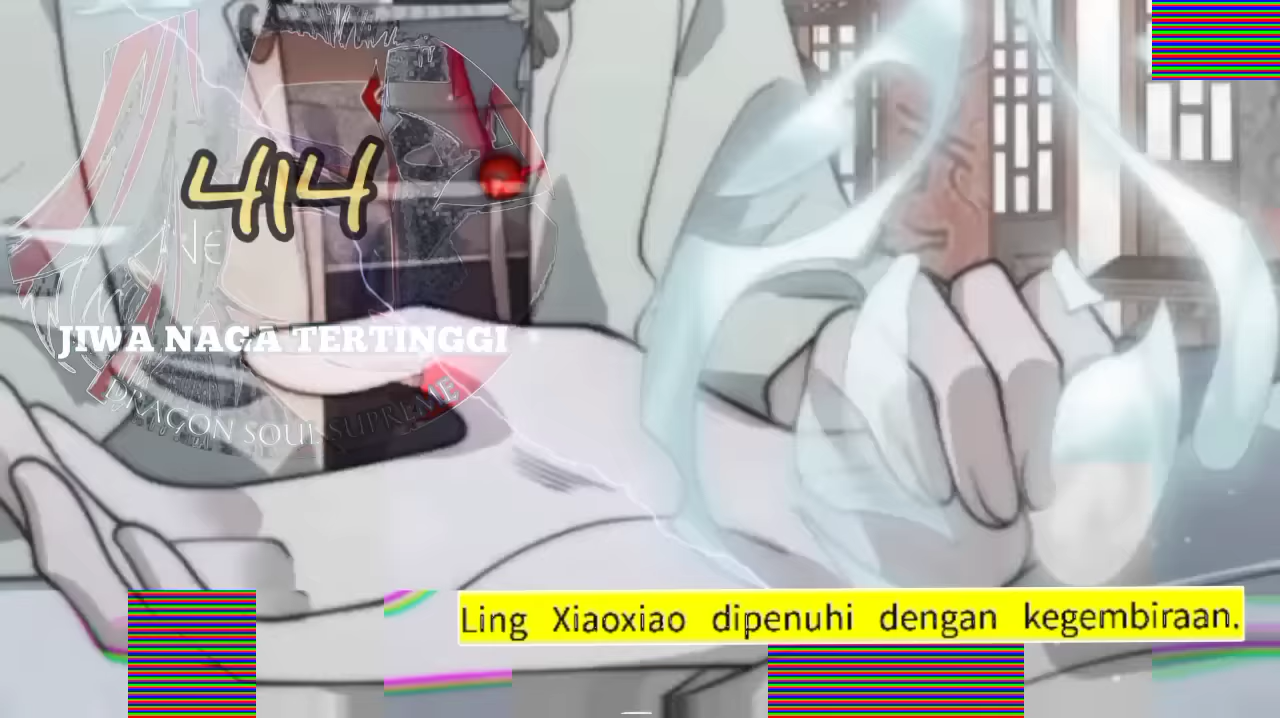 414
JIWA NAGA TERTINGGI
DRAGON SOUL SUPREME
Ling Xiaoxiao dipenuhi dengan kegembiraan.